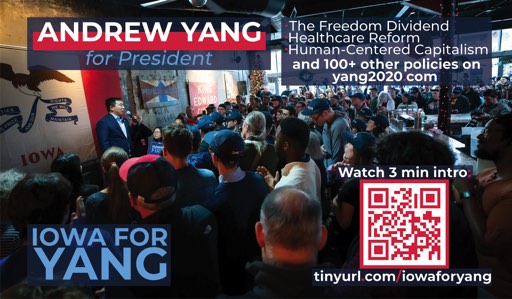 ANDREW YANG
for President
The Freedom Dividend
Healthcare Reform
Human-Centered Capitalism
and 100+ other policies on
yang2020.com
IOWA
IOWA FOR
YANG
Watch 3 min intro:
tinyurl.com/iowaforyang